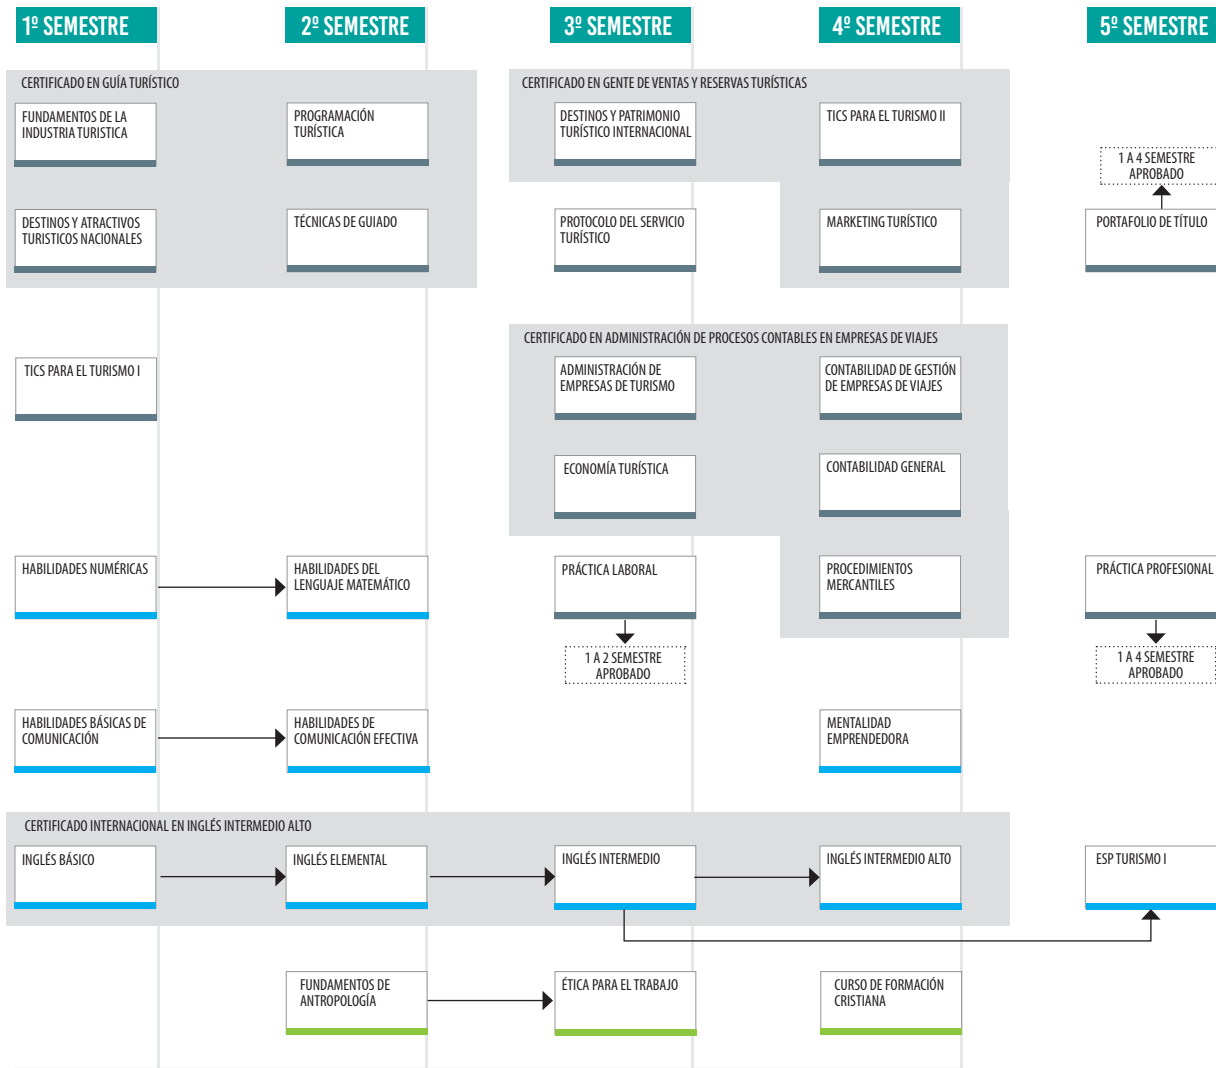 1º SEMESTRE
2º SEMESTRE
3º SEMESTRE
4º SEMESTRE
5º SEMESTRE
CERTIFICADO EN GUÍA TURÍSTICO
CERTIFICADO EN GENTE DE VENTAS Y RESERVAS TURÍSTICAS
FUNDAMENTOS DE LA
INDUSTRIA TURISTICA
PROGRAMACIÓN
TURÍSTICA
DESTINOS Y PATRIMONIO
TURÍSTICO INTERNACIONAL
TICS PARA EL TURISMO II
1 A 4 SEMESTRE
APROBADO
DESTINOS Y ATRACTIVOS
TURISTICOS NACIONALES
TÉCNICAS DE GUIADO
PROTOCOLO DEL SERVICIO
TURÍSTICO
MARKETING TURÍSTICO
PORTAFOLIO DE TÍTULO
CERTIFICADO EN ADMINISTRACIÓN DE PROCESOS CONTABLES EN EMPRESAS DE VIAJES
TICS PARA EL TURISMO I
ADMINISTRACIÓN DE
EMPRESAS DE TURISMO
CONTABILIDAD DE GESTIÓN
DE EMPRESAS DE VIAJES
ECONOMÍA TURÍSTICA
CONTABILIDAD GENERAL
HABILIDADES NUMÉRICAS
HABILIDADES DEL
LENGUAJE MATEMÁTICO
PRÁCTICA LABORAL
PROCEDIMIENTOS
MERCANTILES
PRÁCTICA PROFESIONAL
1 A 2 SEMESTRE
APROBADO
1 A 4 SEMESTRE
APROBADO
HABILIDADES BÁSICAS DE
COMUNICACIÓN
HABILIDADES DE
COMUNICACIÓN EFECTIVA
MENTALIDAD
EMPRENDEDORA
CERTIFICADO INTERNACIONAL EN INGLÉS INTERMEDIO ALTO
INGLÉS BÁSICO
INGLÉS ELEMENTAL
INGLÉS INTERMEDIO
INGLÉS INTERMEDIO ALTO
ESP TURISMO I
FUNDAMENTOS DE
ANTROPOLOGÍA
ÉTICA PARA EL TRABAJO
CURSO DE FORMACIÓN
CRISTIANA